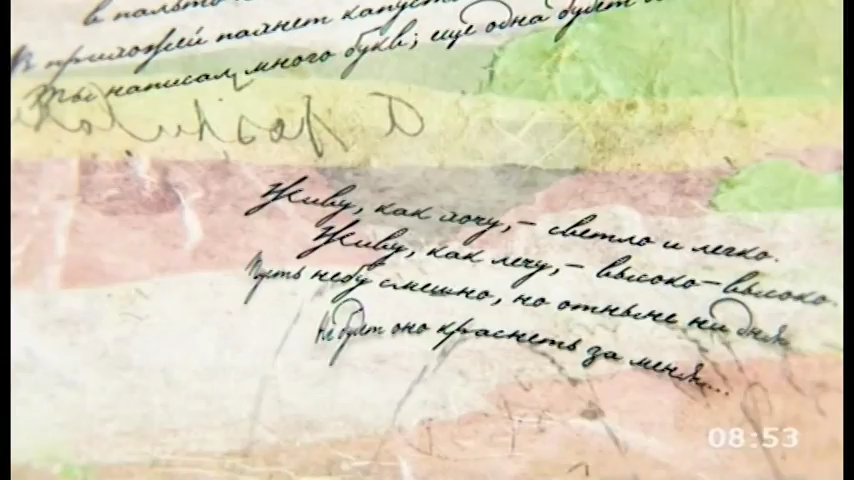 в пальто
В прихожей пахнет капуст
Ты написал много букв; ещё одна будет
Живу, как хочу, – светло и легко.
Живу, как лечу, – высоко-высоко.
Пусть небу смешно, но отныне ни дня
Не будет оно краснеть за меня...
08:53